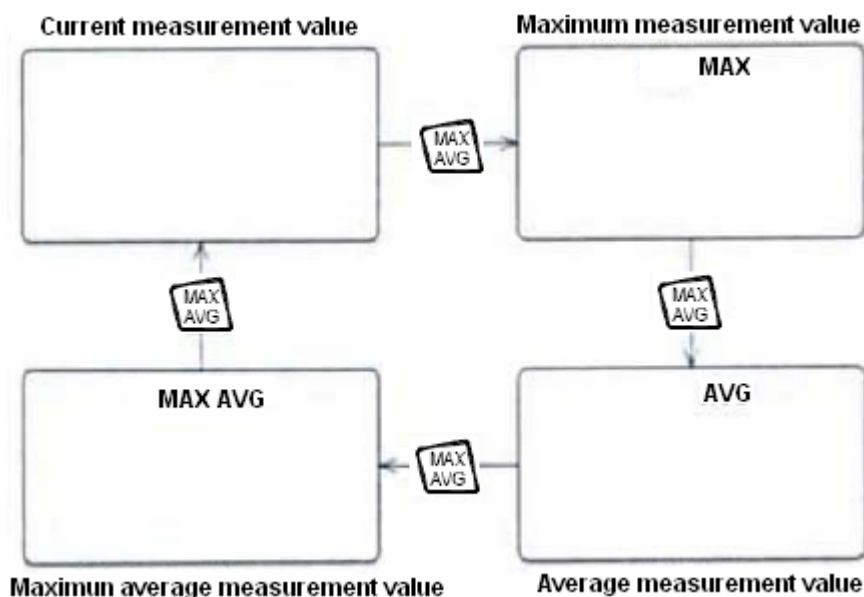 Current measurement value
Maximum measurement value
MAX
MAX
AVG
MAX
AVG
MAX
AVG
MAX AVG
AVG
MAX
AVG
Maximun average measurement value
Average measurement value